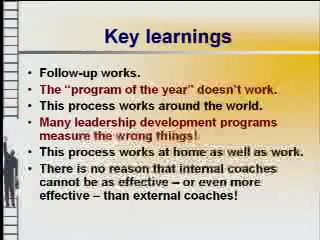 Key learnings
• Follow-up works.
• The “program of the year” doesn’t work.
• This process works around the world.
• Many leadership development programs
measure the wrong things!
• This process works at home as well as work.
• There is no reason that internal coaches
cannot be as effective – or even more
effective – than external coaches!